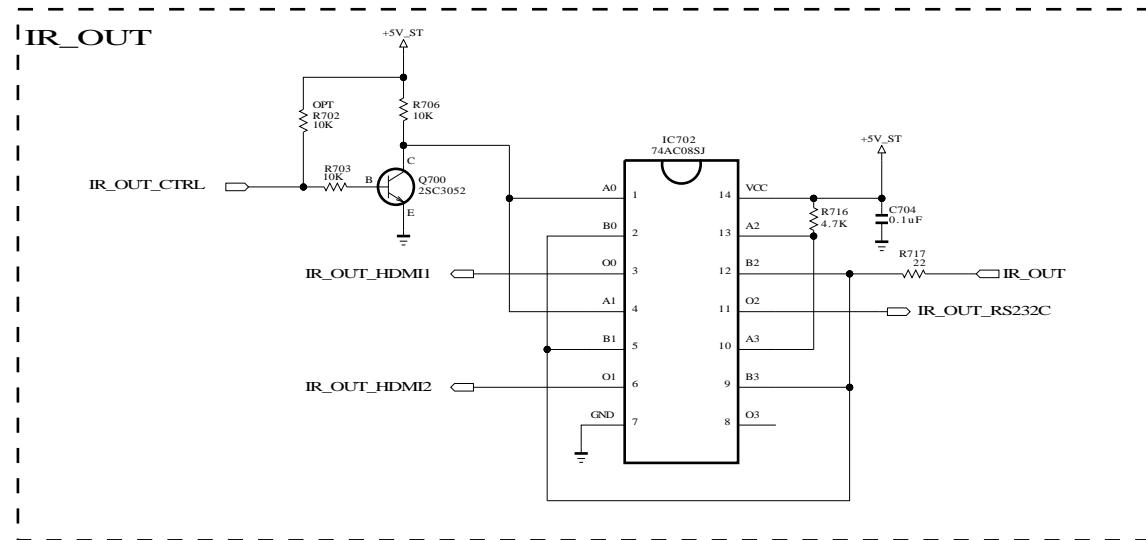 IR_OUT
+5V_ST
OPT
R702
10K
R706
10K
IC702
74AC08SJ
+5V_ST
R703
10K
B
C
E
Q700
2SC3052
IR_OUT_CTRL
A0
1
14
VCC
R716
4.7K
C704
0.1uF
B0
2
13
A2
R717
22
IR_OUT_HDMI1
O0
3
12
B2
IR_OUT
A1
4
11
O2
IR_OUT_RS232C
B1
5
10
A3
IR_OUT_HDMI2
O1
6
9
B3
GND
7
8
O3